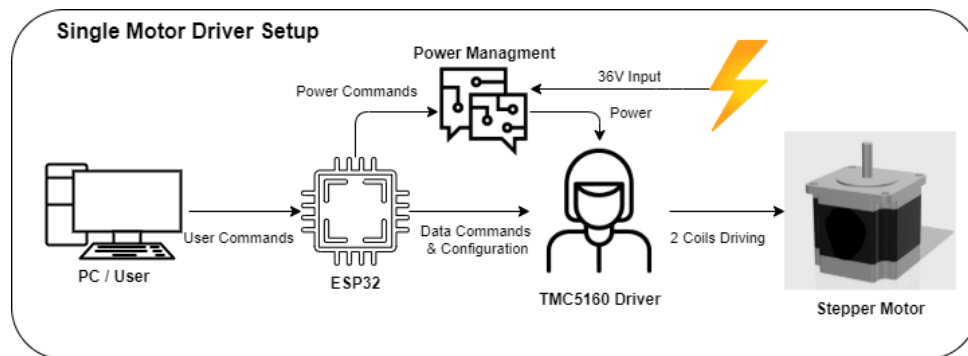 Single Motor Driver Setup
Power Managment
36V Input
Power Commands
Power
User Commands
Data Commands
& Configuration
2 Coils Driving
PC / User
ESP32
TMC5160 Driver
Stepper Motor